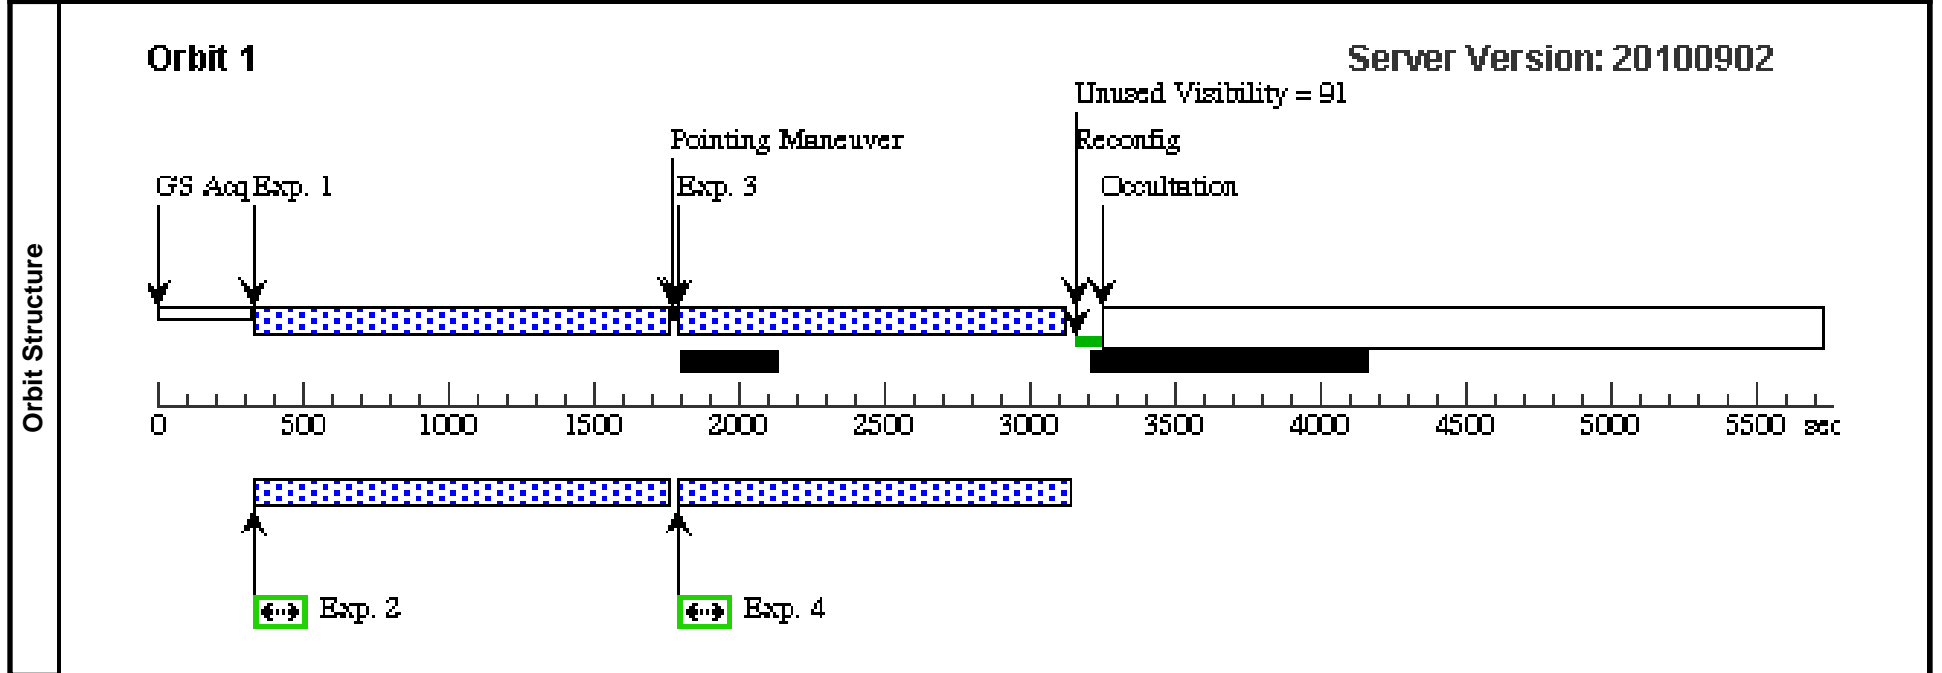 Orbit Structure
Orbit 1
Server Version: 20100902
Unused Visibility = 91
Pointing Maneuver
Reconfig
GS Acq
Exp. 1
Exp. 3
Occultation
0 500 1000 1500 2000 2500 3000 3500 4000 4500 5000 5500 sec
Exp. 2
Exp. 4